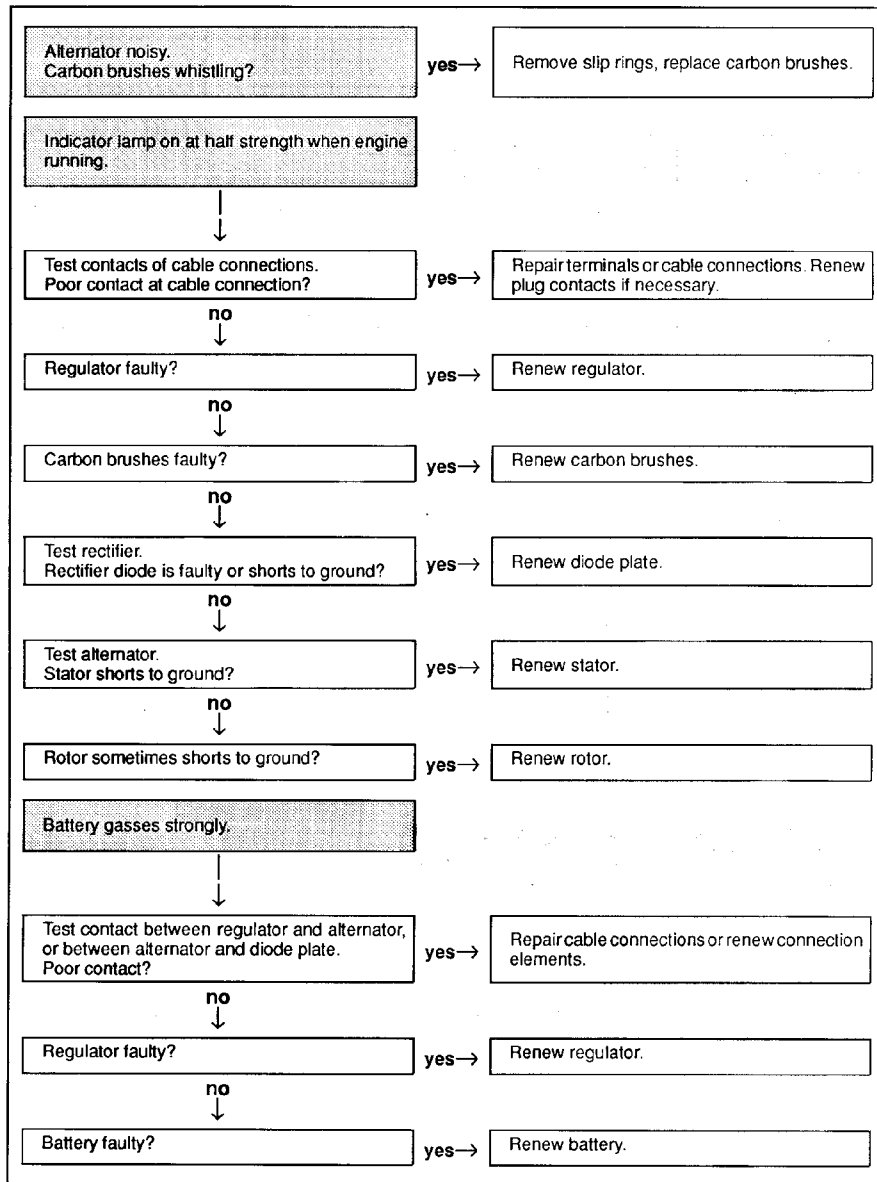 Alternator noisy.
Carbon brushes whistling?
yes→
Remove slip rings, replace carbon brushes.
Indicator lamp on at half strength when engine
running.
Test contacts of cable connections.
Poor contact at cable connection?
yes→
Repair terminals or cable connections. Renew
plug contacts if necessary.
no
Regulator faulty?
yes→
Renew regulator.
no
Carbon brushes faulty?
yes→
Renew carbon brushes.
no
Test rectifier.
Rectifier diode is faulty or shorts to ground?
yes→
Renew diode plate.
no
Test alternator.
Stator shorts to ground?
yes→
Renew stator.
no
Rotor sometimes shorts to ground?
yes→
Renew rotor.
Battery gasses strongly.
Test contact between regulator and alternator,
or between alternator and diode plate.
Poor contact?
yes→
Repair cable connections or renew connection
elements.
no
Regulator faulty?
yes→
Renew regulator.
no
Battery faulty?
yes→
Renew battery.